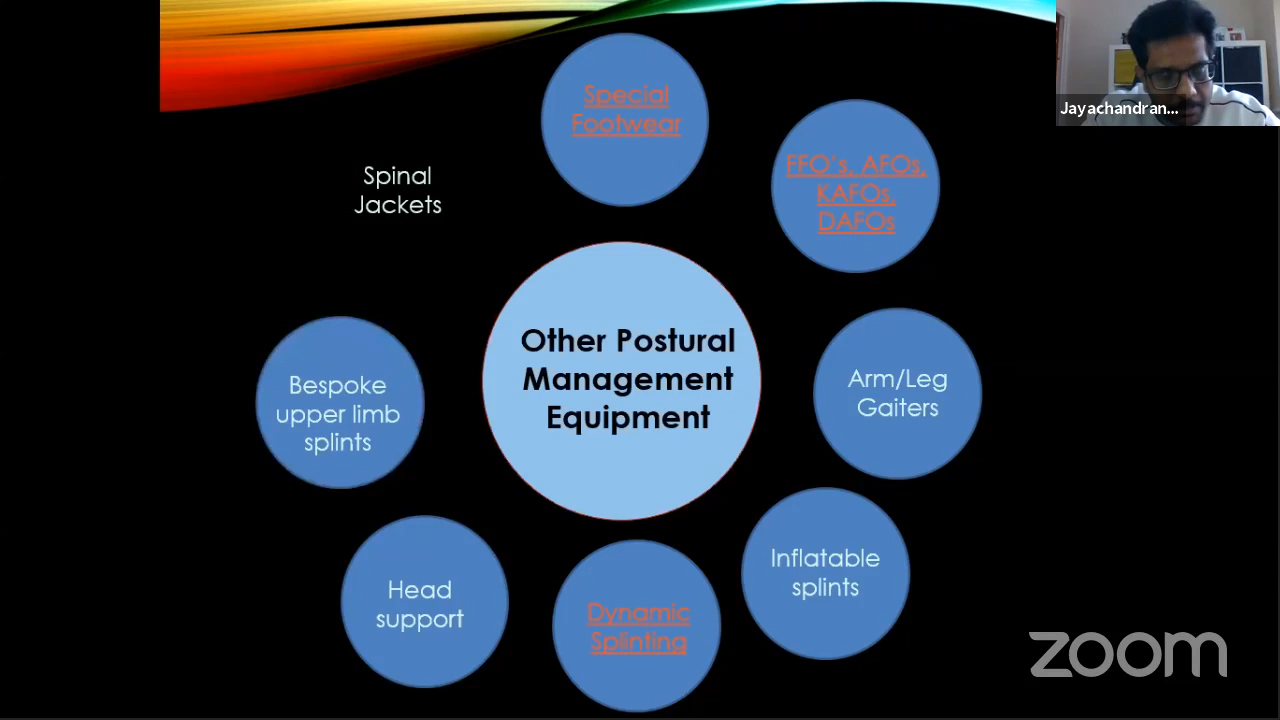 Special
Footwear
Jayachandran...
FFO's, AFOs,
KAFOs,
DAFOs
Spinal
Jackets
Other Postural
Management
Equipment
Arm/Leg
Gaiters
Bespoke
upper limb
splints
Inflatable
splints
Head
support
Dynamic
Splinting
zoom